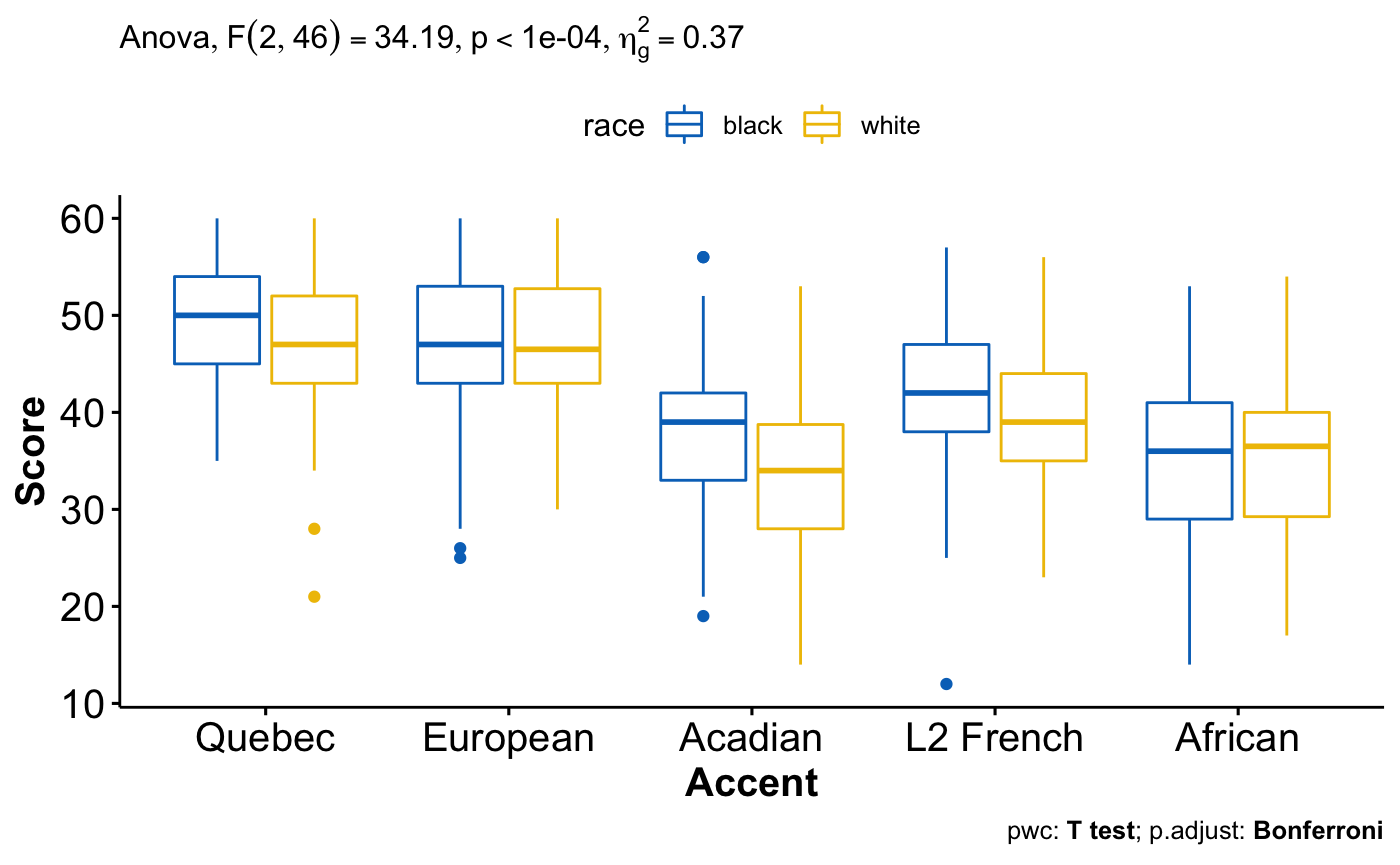 Anova, F(2, 46) = 34.19, p < 1e-04, η²g = 0.37
race black white
60
50
40
30
20
10
Score
Quebec European Acadian L2 French African
Accent
pwc: T test; p.adjust: Bonferroni